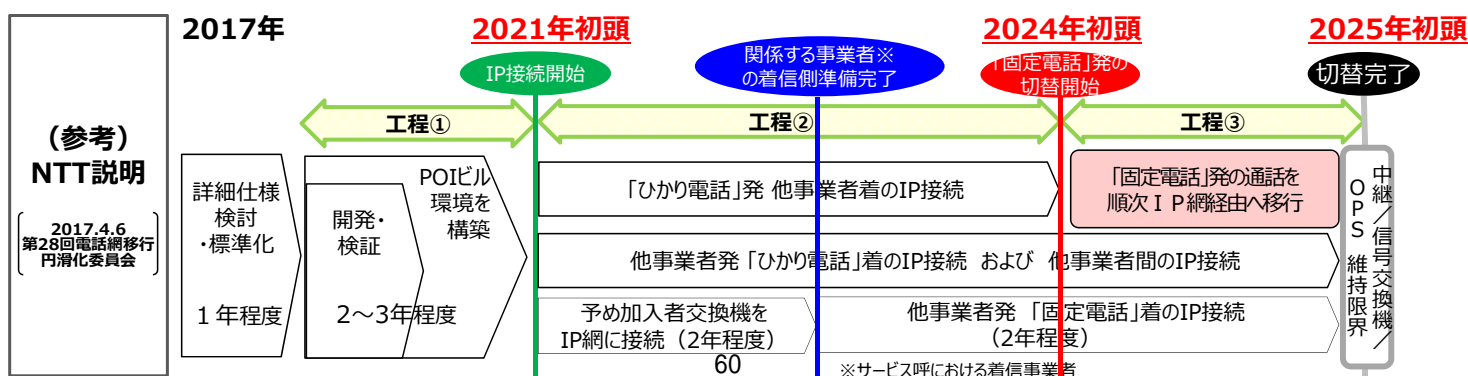 （参考）
NTT説明
2017.4.6
第28回電話網移行
円滑化委員会
2017年
2021年初頭
2024年初頭
2025年初頭
IP接続開始
関係する事業者※
の着信側準備完了
「固定電話」発の
切替開始
切替完了
工程①
工程②
工程③
詳細仕様
検討
・標準化
１年程度
開発・
検証
POIビル
環境を
構築
2～3年程度
「ひかり電話」発 他事業者着のIP接続
「固定電話」発の通話を
順次ＩＰ網経由へ移行
他事業者発 「ひかり電話」着のIP接続 および 他事業者間のIP接続
予め加入者交換機を
IP網に接続（2年程度）
他事業者発 「固定電話」着のIP接続
（2年程度）
中継／信号交換機／
OPS 維持限界
60
※サービス呼における着信事業者